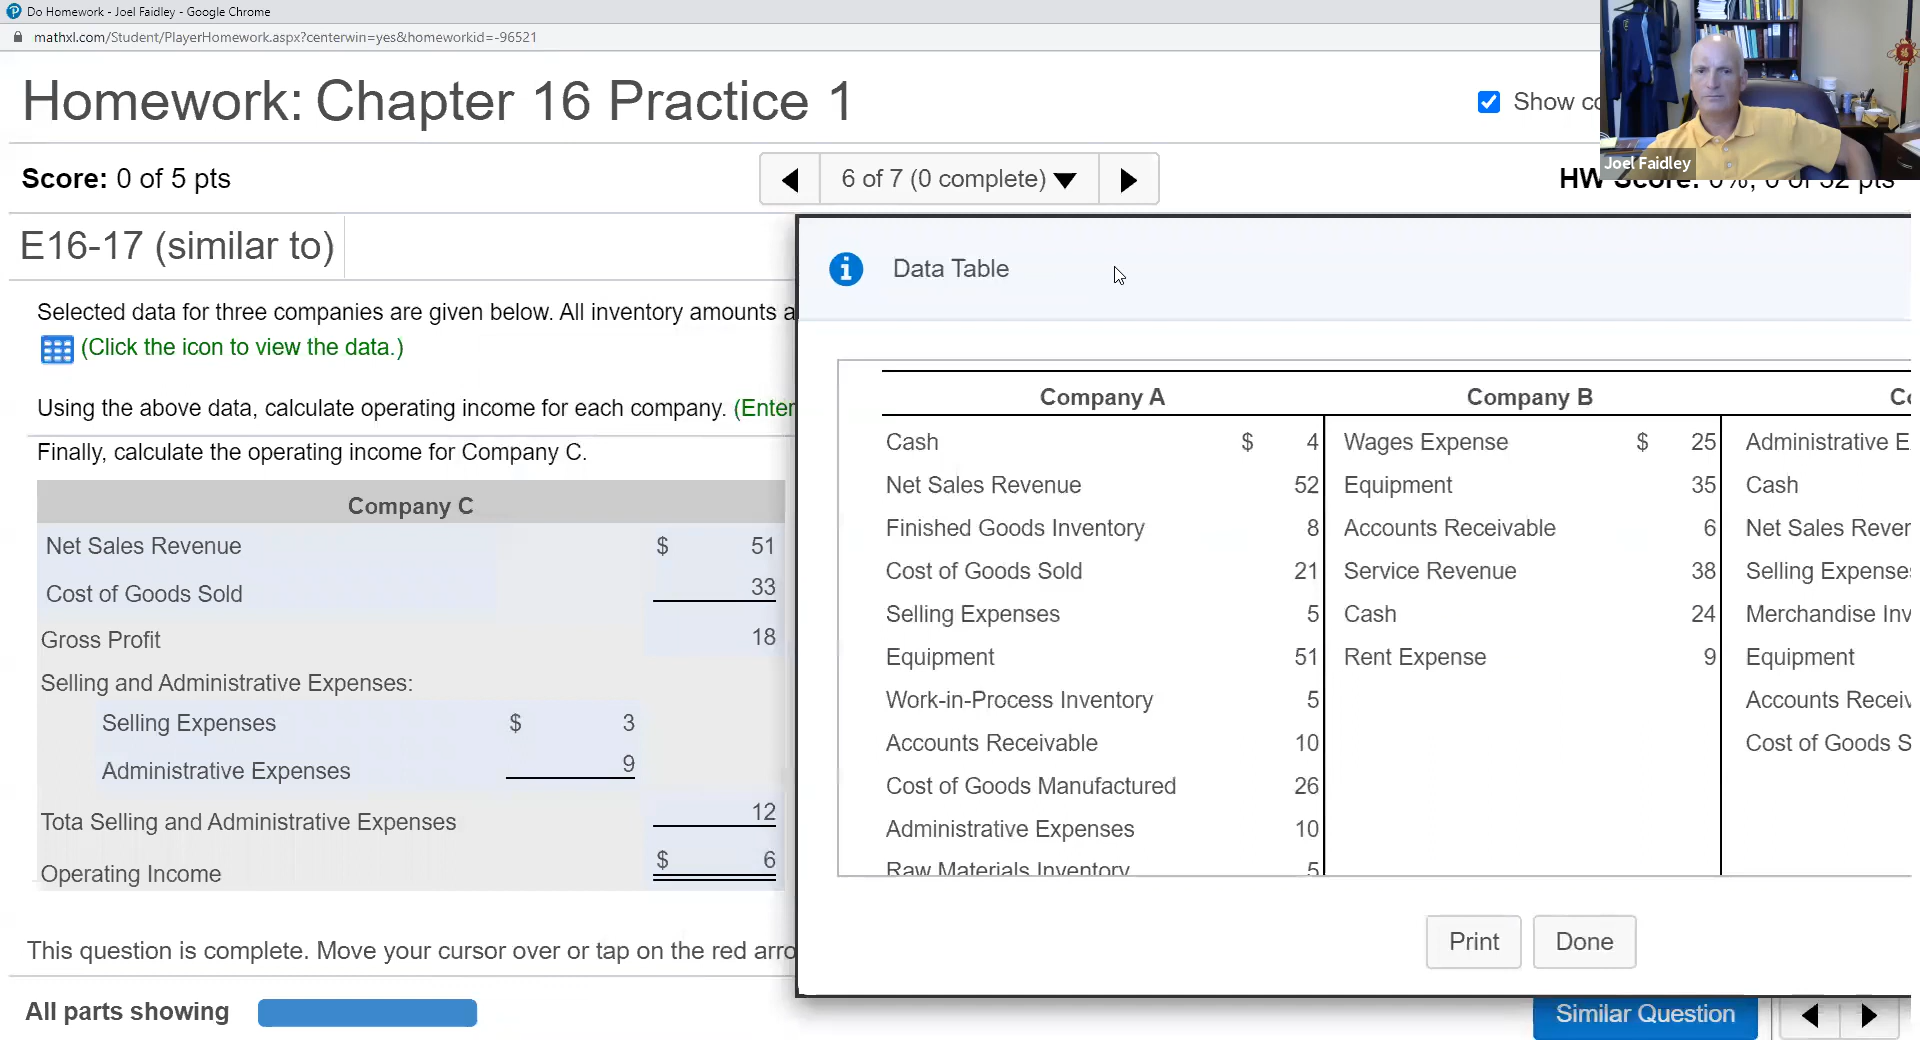 Do Homework - Joel Faidley - Google Chrome
mathxl.com/Student/PlayerHomework.aspx?centerwin=yes&homeworkid=-96521
Homework: Chapter 16 Practice 1
Show co
Joel Faidley
Score: 0 of 5 pts
6 of 7 (0 complete)
HW Score: 0%, 0 of 32 pts
E16-17 (similar to)
Selected data for three companies are given below. All inventory amounts a
(Click the icon to view the data.)
Using the above data, calculate operating income for each company. (Enter
Finally, calculate the operating income for Company C.
Company C
Net Sales Revenue $ 51
Cost of Goods Sold 33
Gross Profit 18
Selling and Administrative Expenses:
Selling Expenses $ 3
Administrative Expenses 9
Tota Selling and Administrative Expenses 12
Operating Income $ 6
This question is complete. Move your cursor over or tap on the red arro
All parts showing
Data Table
Company A Company B Co
Cash $ 4 Wages Expense $ 25 Administrative E
Net Sales Revenue 52 Equipment 35 Cash
Finished Goods Inventory 8 Accounts Receivable 6 Net Sales Rever
Cost of Goods Sold 21 Service Revenue 38 Selling Expenses
Selling Expenses 5 Cash 24 Merchandise Inv
Equipment 51 Rent Expense 9 Equipment
Work-in-Process Inventory 5 Accounts Receiv
Accounts Receivable 10 Cost of Goods S
Cost of Goods Manufactured 26
Administrative Expenses 10
Raw Materials Inventory 5
Print Done
Similar Question